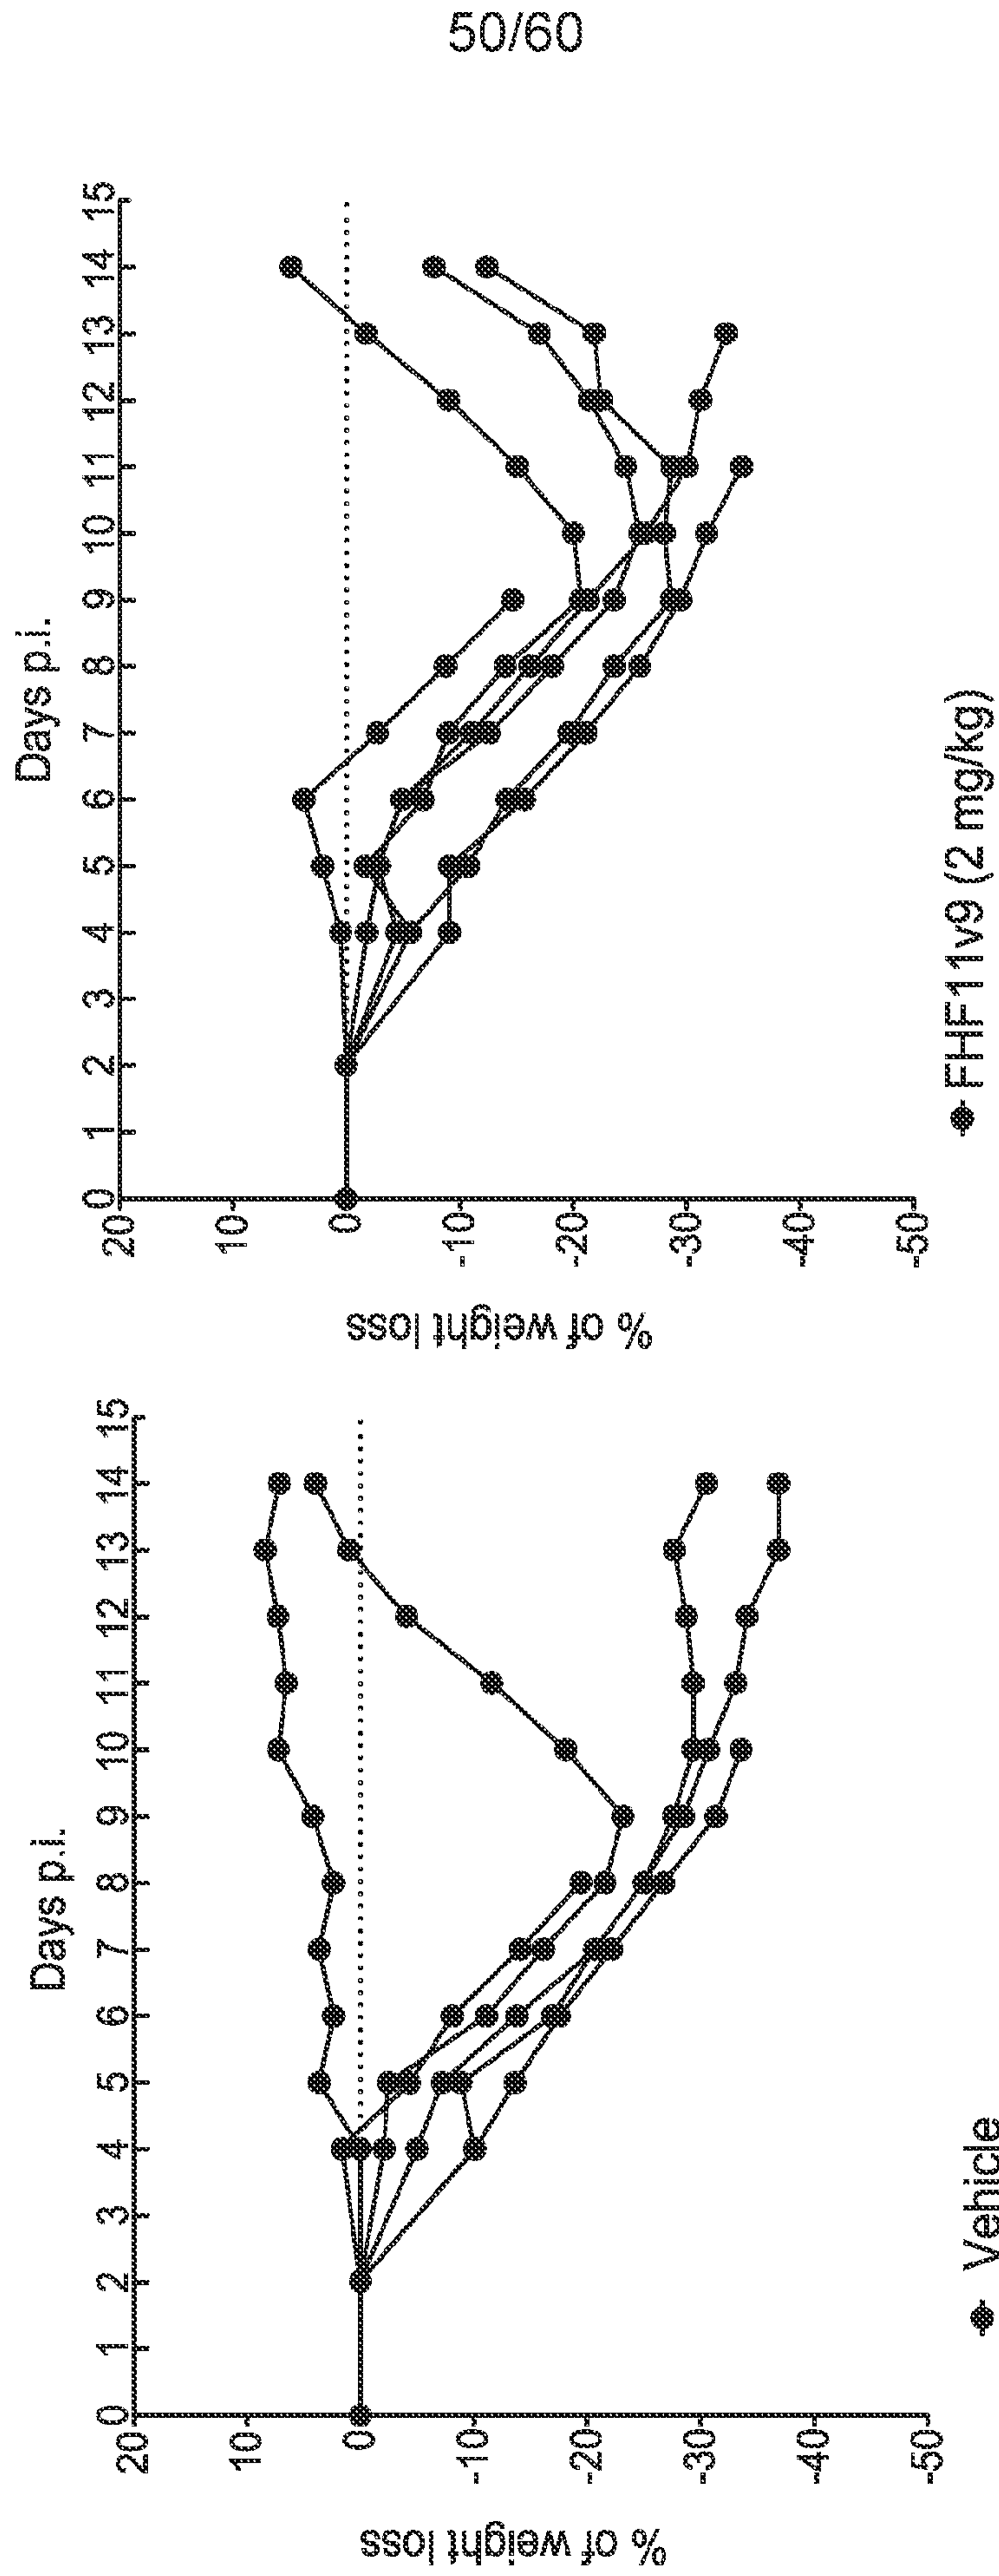 50/60
Days p.i.
0 1 2 3 4 5 6 7 8 9 10 11 12 13 14 15
20
10
0
-10
-20
-30
-40
-50
% of weight loss
Vehicle
Days p.i.
0 1 2 3 4 5 6 7 8 9 10 11 12 13 14 15
20
10
0
-10
-20
-30
-40
-50
% of weight loss
FHF11v9 (2 mg/kg)